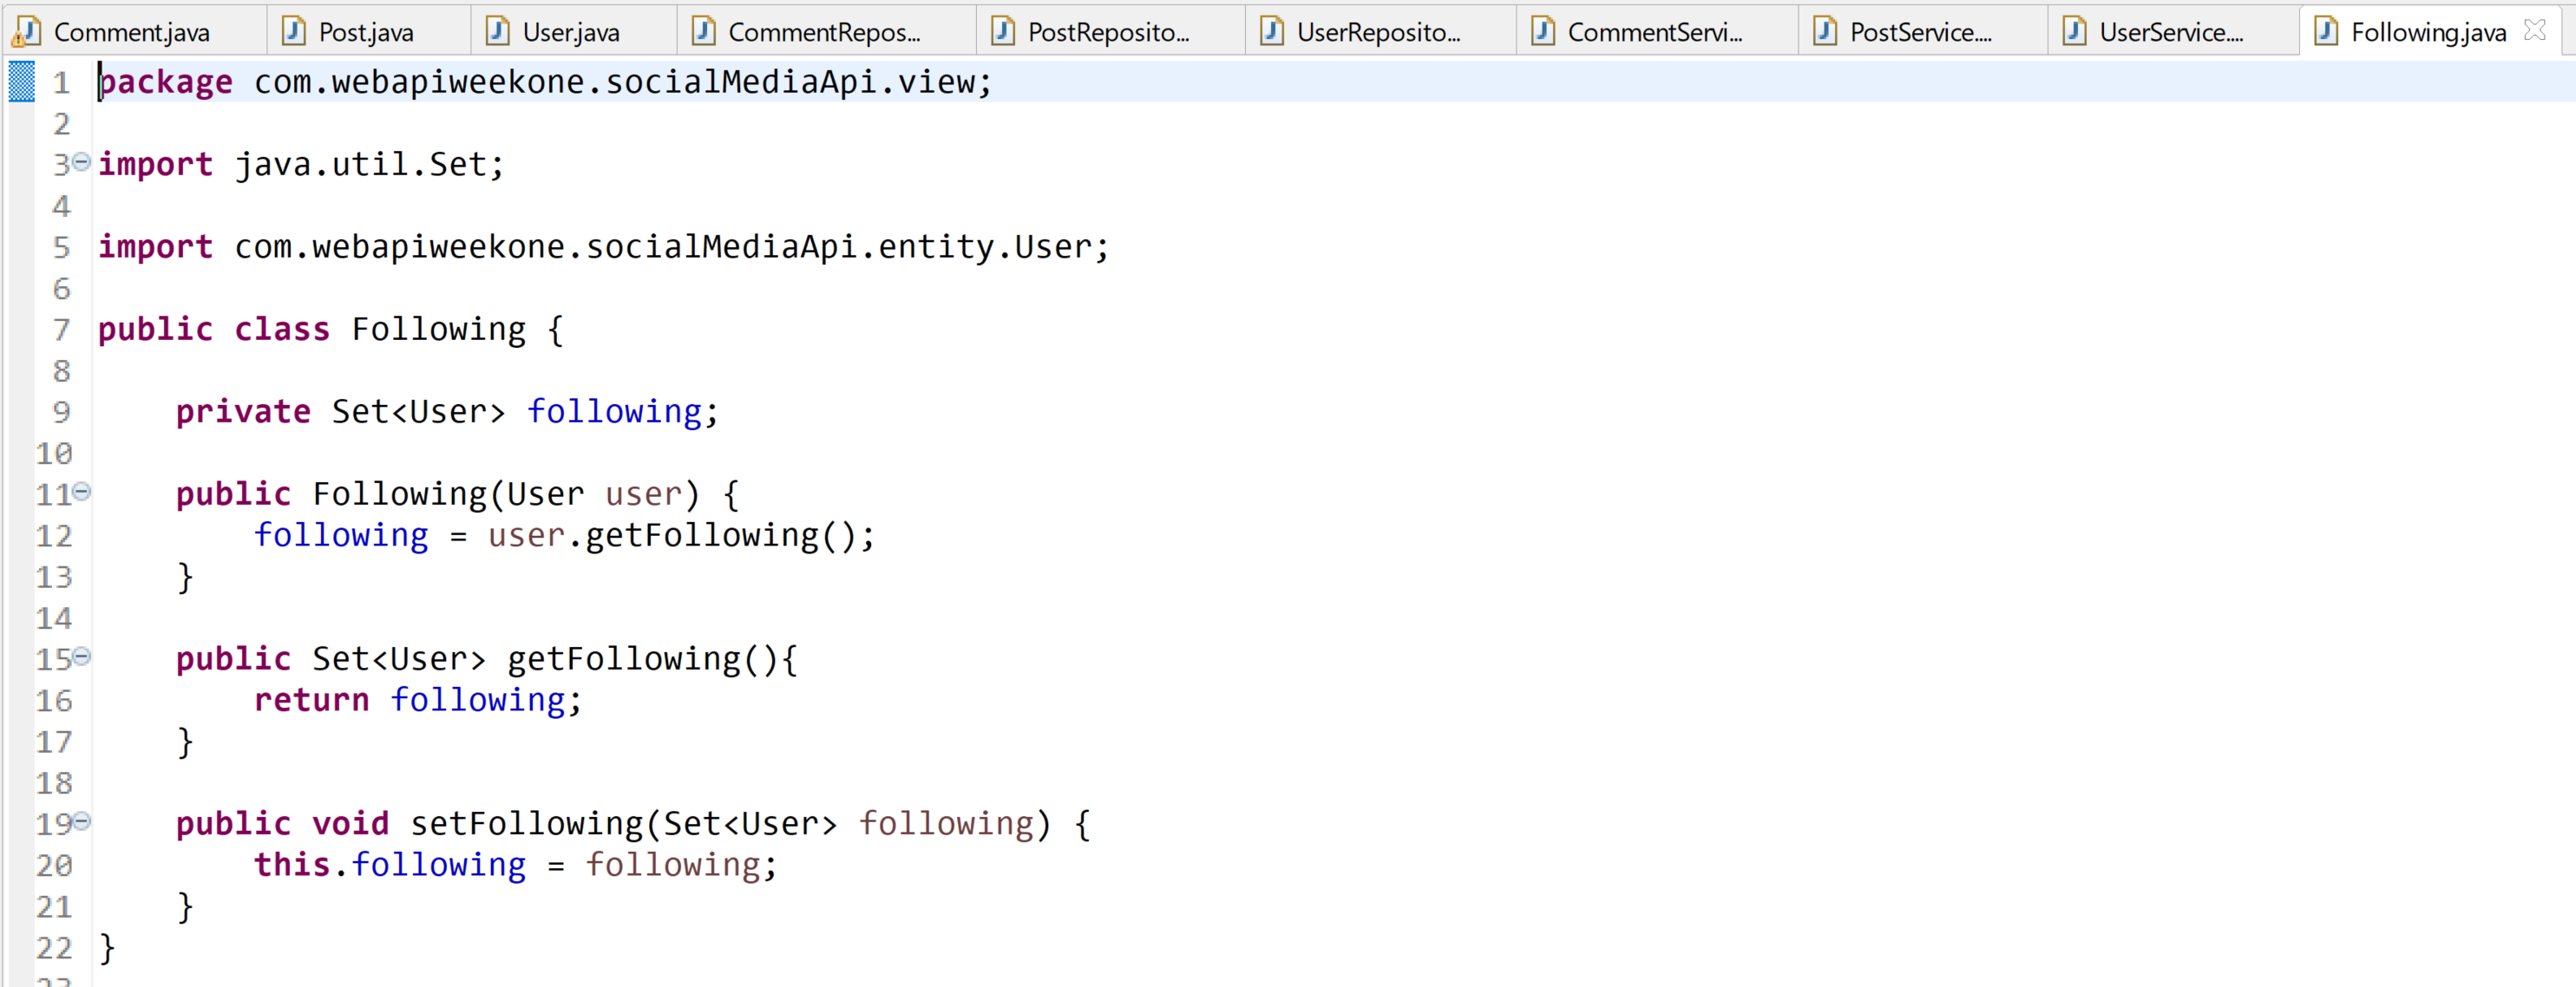 Comment.java Post.java User.java CommentRepos... PostReposito... UserReposito... CommentServi... PostService.... UserService.... Following.java
1 package com.webapiweekone.socialMediaApi.view;
2
3 import java.util.Set;
4
5 import com.webapiweekone.socialMediaApi.entity.User;
6
7 public class Following {
8
9     private Set<User> following;
10
11     public Following(User user) {
12         following = user.getFollowing();
13     }
14
15     public Set<User> getFollowing(){
16         return following;
17     }
18
19     public void setFollowing(Set<User> following) {
20         this.following = following;
21     }
22 }
23